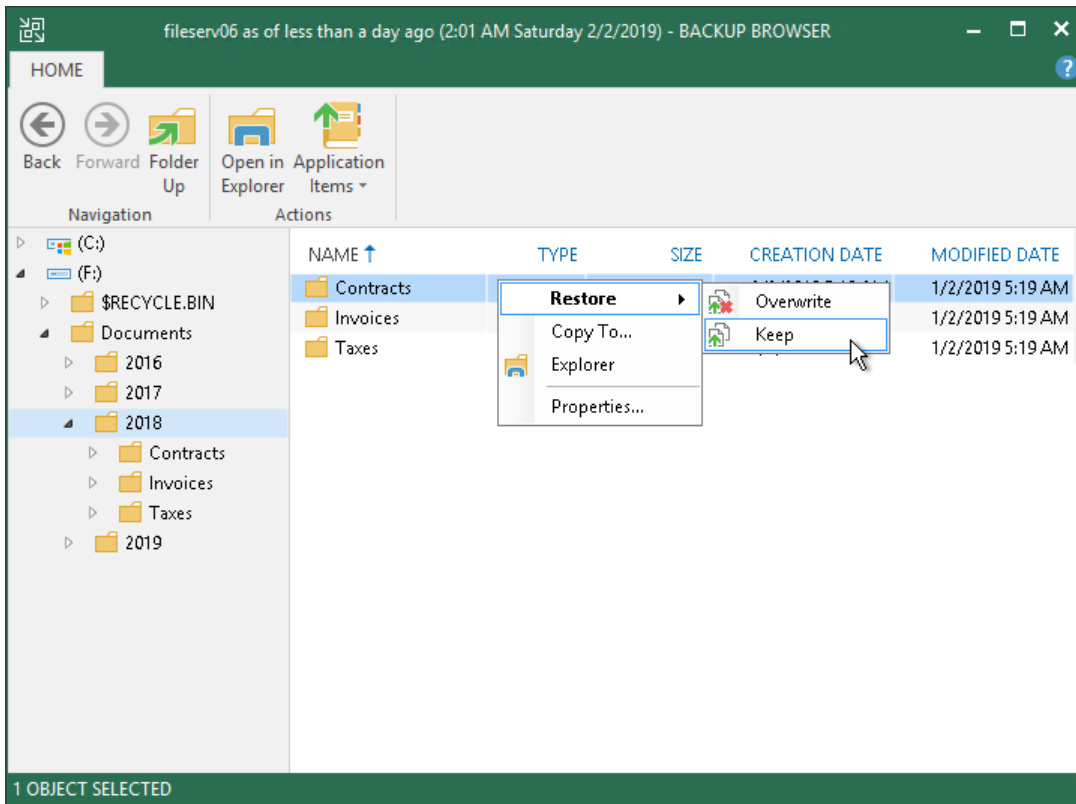 fileserv06 as of less than a day ago (2:01 AM Saturday 2/2/2019) - BACKUP BROWSER
HOME
?
Back Forward Folder Up Open in Explorer Application Items
Navigation Actions
(C:)
(F:)
$RECYCLE.BIN
Documents
2016
2017
2018
Contracts
Invoices
Taxes
2019
NAME TYPE SIZE CREATION DATE MODIFIED DATE
Contracts 1/2/2019 5:19 AM
Invoices 1/2/2019 5:19 AM
Taxes 1/2/2019 5:19 AM
Restore
Copy To...
Explorer
Properties...
Overwrite
Keep
1 OBJECT SELECTED